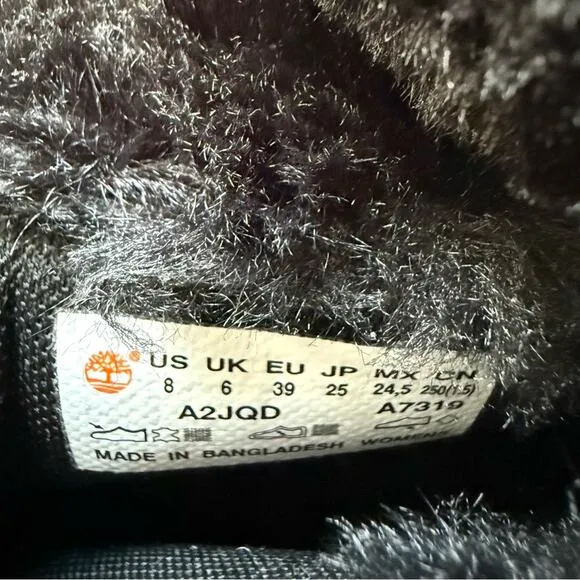 ® US UK EU JP MX CN
8 6 39 25 24,5 250(1.5)
A2JQD A7319
MADE IN BANGLADESH WOMENS